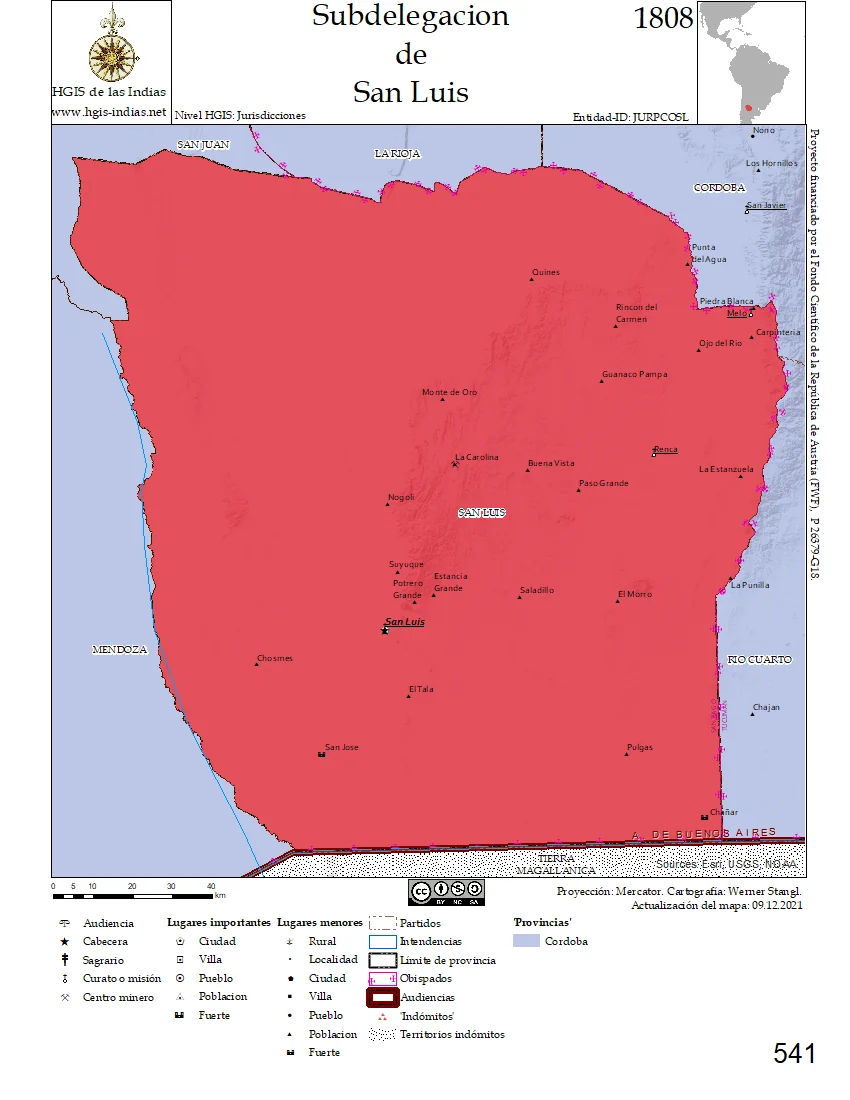 Subdelegacion
de
San Luis
1808
HGIS de las Indias
www.hgis-indias.net
Nivel HGIS: Jurisdicciones
Entidad-ID: JURPCOSL
Nono
SAN JUAN
LA RIOJA
Los Hornillos
CORDOBA
San Javier
Punta
del Agua
Quines
Piedra Blanca
Melo
Rincon del
Carmen
Carpinteria
Ojo del Rio
Guanaco Pampa
Monte de Oro
Renca
La Carolina
Buena Vista
La Estanzuela
Paso Grande
Nogoli
SAN LUIS
Suyuque
Estancia
Grande
Potrero
Grande
La Punilla
Saladillo
El Morro
San Luis
MENDOZA
Chosmes
RIO CUARTO
El Tala
Chajan
TUCUMAN
San Jose
Pulgas
Chañar
A. DE BUENOS AIRES
TIERRA
MAGALLANICA
Sources: Esri, USGS, NOAA
Proyecto financiado por el Fondo Científico de la República de Austria (FWF), P 26379-G18.
0 5 10 20 30 40
km
CC BY NC SA
Proyección: Mercator. Cartografía: Werner Stangl.
Actualización del mapa: 09.12.2021
Audiencia
Cabecera
Sagrario
Curato o misión
Centro minero
Lugares importantes
Ciudad
Villa
Pueblo
Poblacion
Fuerte
Lugares menores
Rural
Localidad
Ciudad
Villa
Pueblo
Poblacion
Fuerte
Partidos
Intendencias
Límite de provincia
Obispados
Audiencias
'Indómitos'
Territorios indómitos
'Provincias'
Cordoba
541